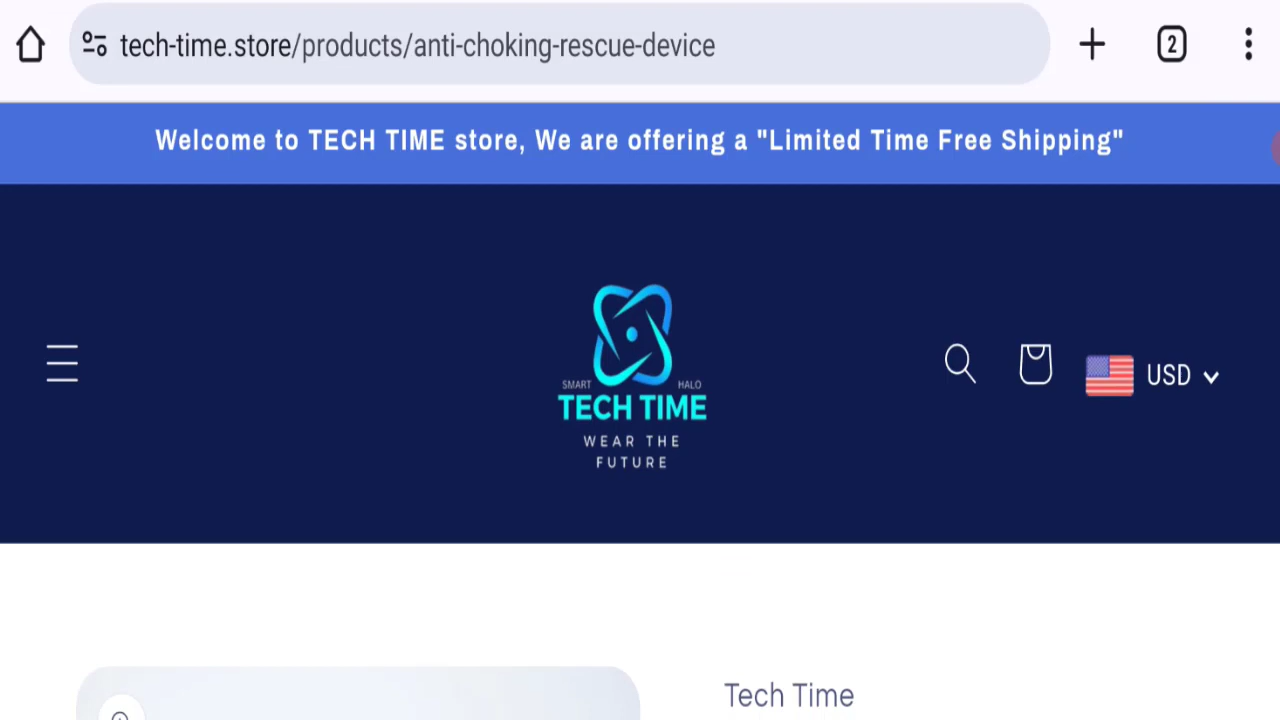 tech-time.store/products/anti-choking-rescue-device
2
Welcome to TECH TIME store, We are offering a "Limited Time Free Shipping"
SMART HALO
TECH TIME
WEAR THE
FUTURE
USD
Tech Time